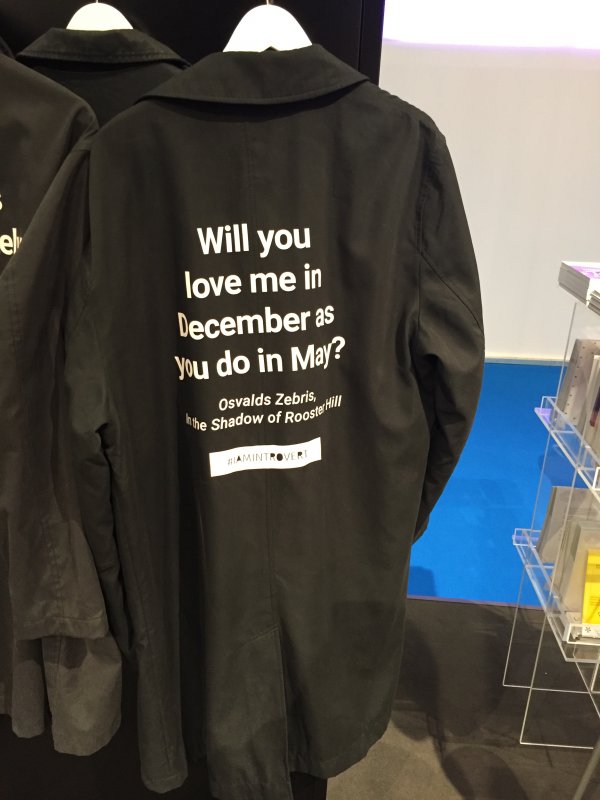 Will you
love me in
December as
you do in May?
Osvalds Zebris,
In the Shadow of Rooster Hill
#IAMINTROVERT